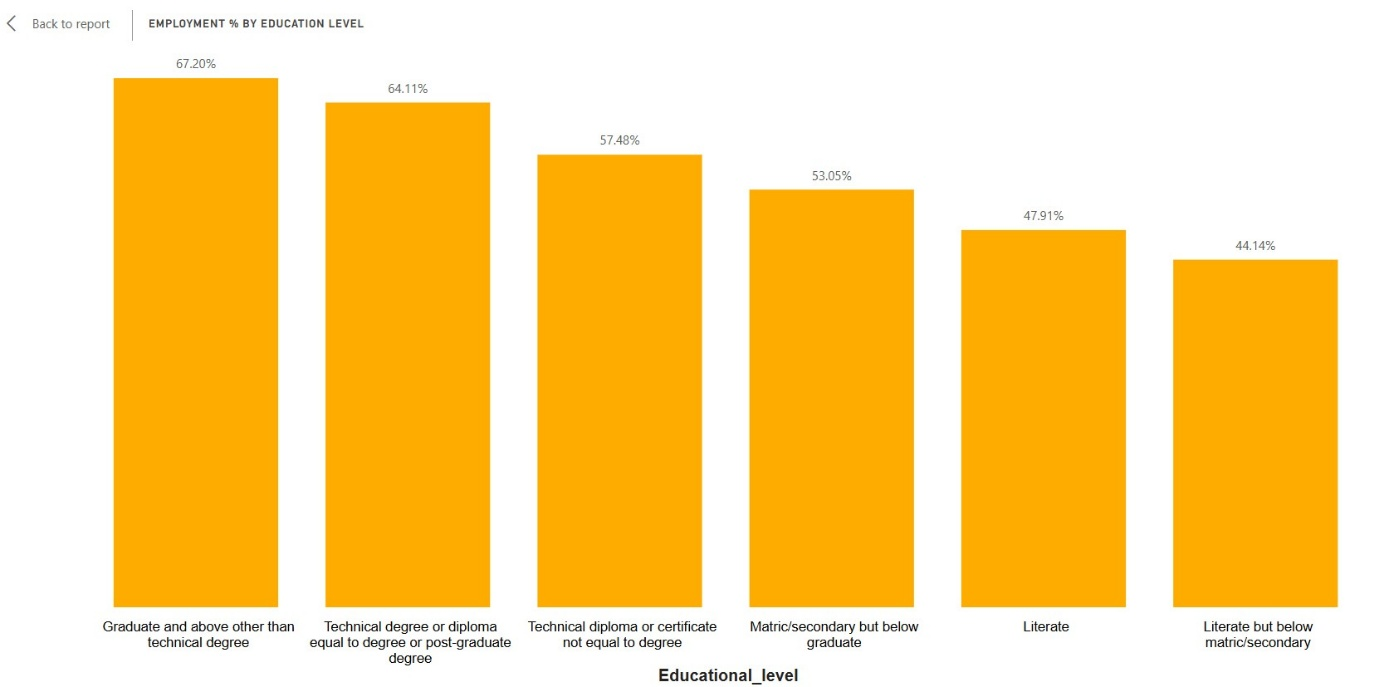 Back to report
EMPLOYMENT % BY EDUCATION LEVEL
67.20%
64.11%
57.48%
53.05%
47.91%
44.14%
Graduate and above other than
technical degree
Technical degree or diploma
equal to degree or post-graduate
degree
Technical diploma or certificate
not equal to degree
Matric/secondary but below
graduate
Literate
Literate but below
matric/secondary
Educational_level